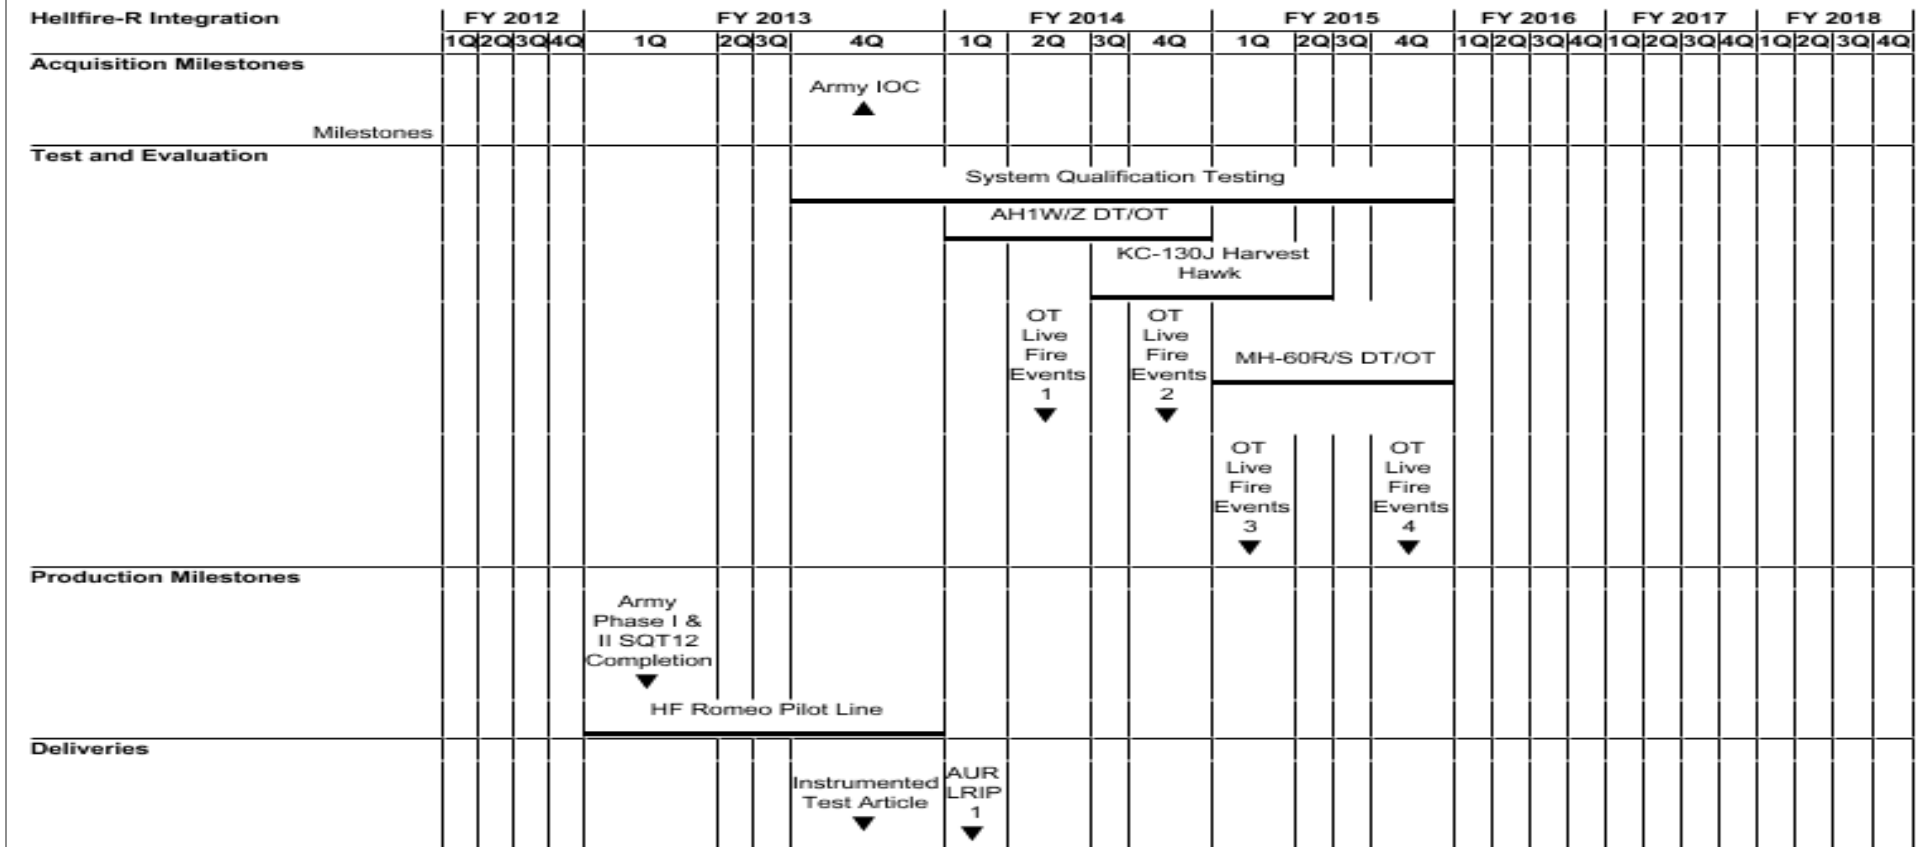 Hellfire-R Integration FY 2012 FY 2013 FY 2014 FY 2015 FY 2016 FY 2017 FY 2018
1Q 2Q 3Q 4Q 1Q 2Q 3Q 4Q 1Q 2Q 3Q 4Q 1Q 2Q 3Q 4Q 1Q 2Q 3Q 4Q 1Q 2Q 3Q 4Q 1Q 2Q 3Q 4Q
Acquisition Milestones
Army IOC
Milestones
Test and Evaluation
System Qualification Testing
AH1W/Z DT/OT
KC-130J Harvest
Hawk
OT
Live
Fire
Events
1
OT
Live
Fire
Events
2
MH-60R/S DT/OT
OT
Live
Fire
Events
3
OT
Live
Fire
Events
4
Production Milestones
Army
Phase I &
II SQT12
Completion
HF Romeo Pilot Line
Deliveries
Instrumented
Test Article
AUR
LRIP
1